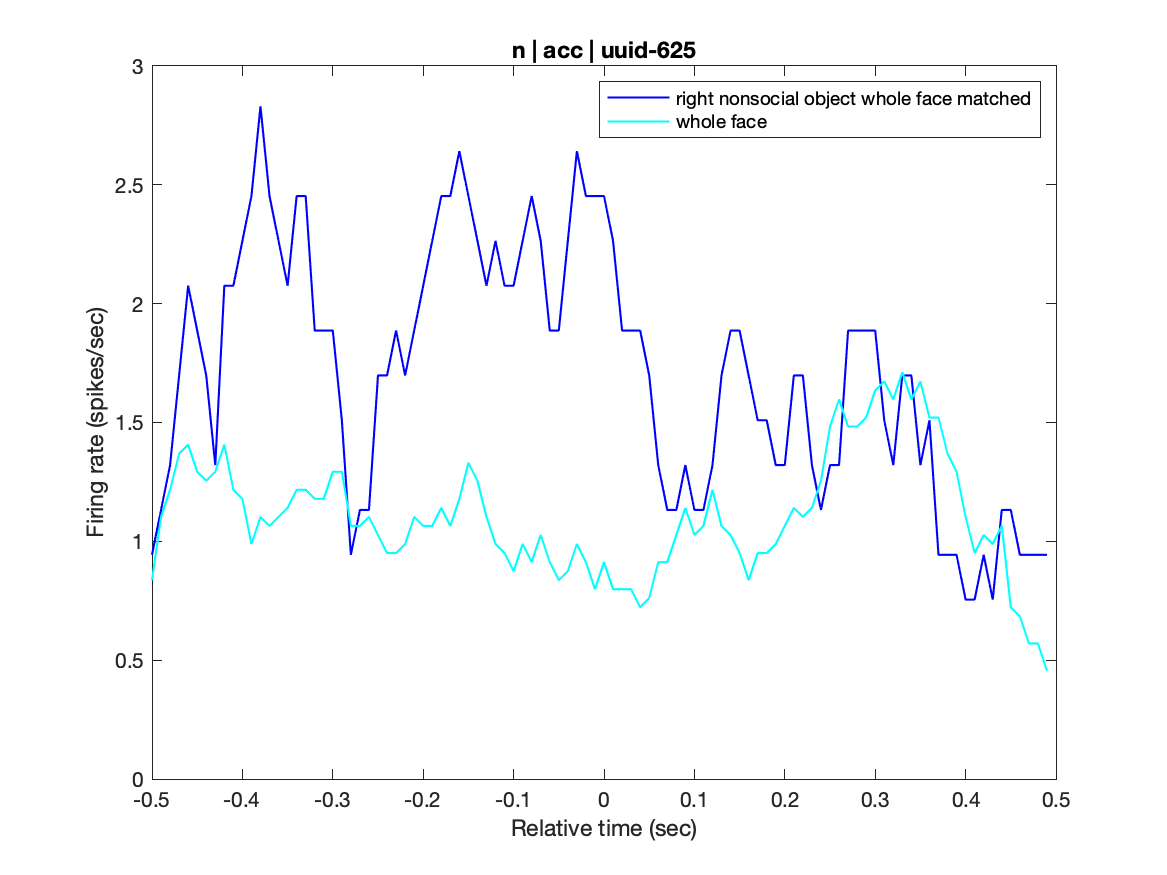 n | acc | uuid-625
right nonsocial object whole face matched
whole face
Firing rate (spikes/sec)
3
2.5
2
1.5
1
0.5
0
-0.5 -0.4 -0.3 -0.2 -0.1 0 0.1 0.2 0.3 0.4 0.5
Relative time (sec)